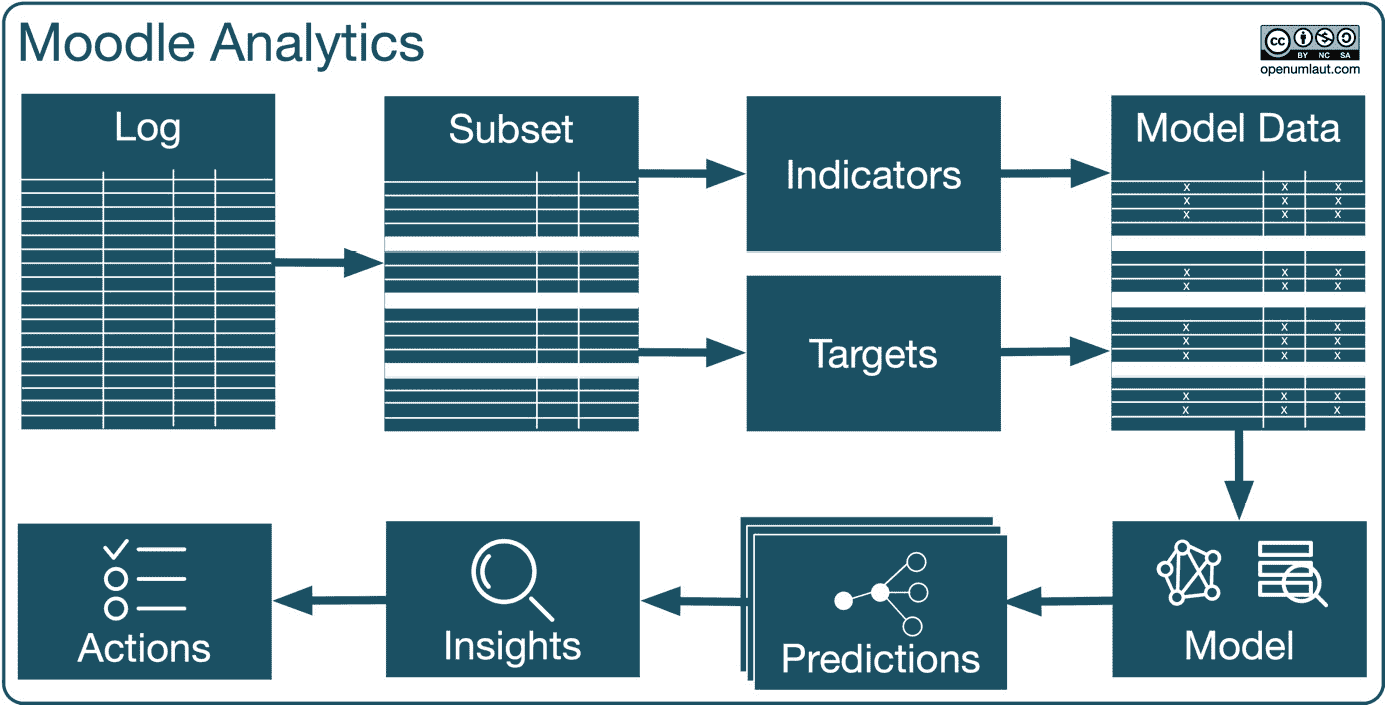 Moodle Analytics
cc
BY NC SA
openumlaut.com
Log
Subset
Indicators
Model Data
x x x
x x x
x x x
x x x
x x x
Targets
x x x
x x x
x x x
x x x
x x x
Actions
Insights
Predictions
Model